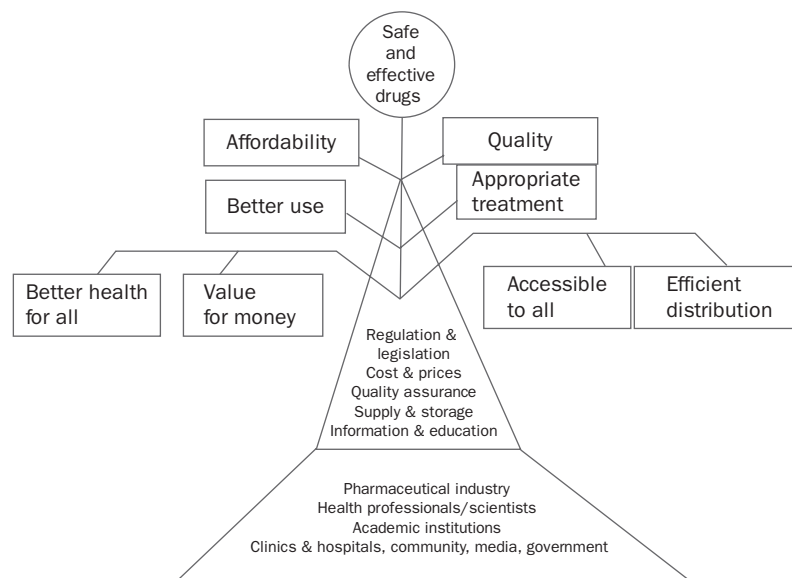 Safe
and
effective
drugs
Affordability
Quality
Better use
Appropriate
treatment
Better health
for all
Value
for money
Accessible
to all
Efficient
distribution
Regulation &
legislation
Cost & prices
Quality assurance
Supply & storage
Information & education
Pharmaceutical industry
Health professionals/scientists
Academic institutions
Clinics & hospitals, community, media, government